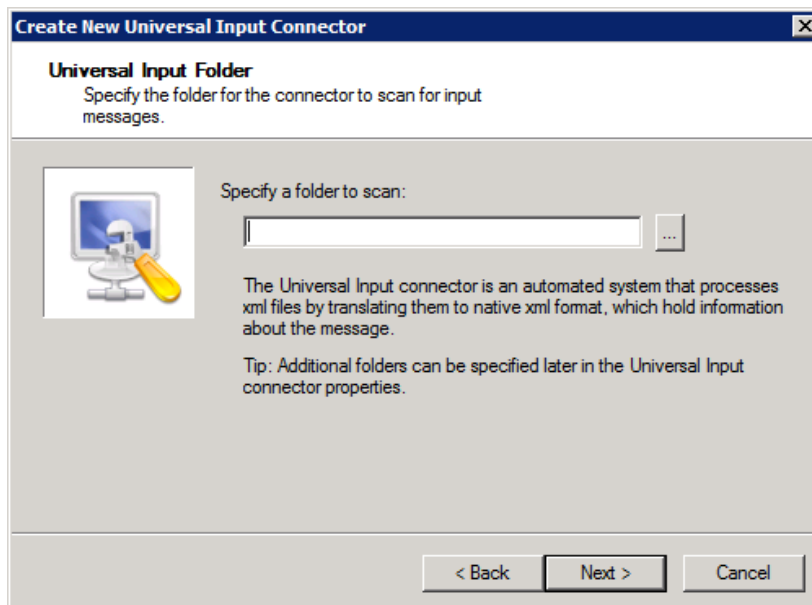 Create New Universal Input Connector
Universal Input Folder
Specify the folder for the connector to scan for input
messages.
Specify a folder to scan:
...
The Universal Input connector is an automated system that processes
xml files by translating them to native xml format, which hold information
about the message.
Tip: Additional folders can be specified later in the Universal Input
connector properties.
< Back
Next >
Cancel